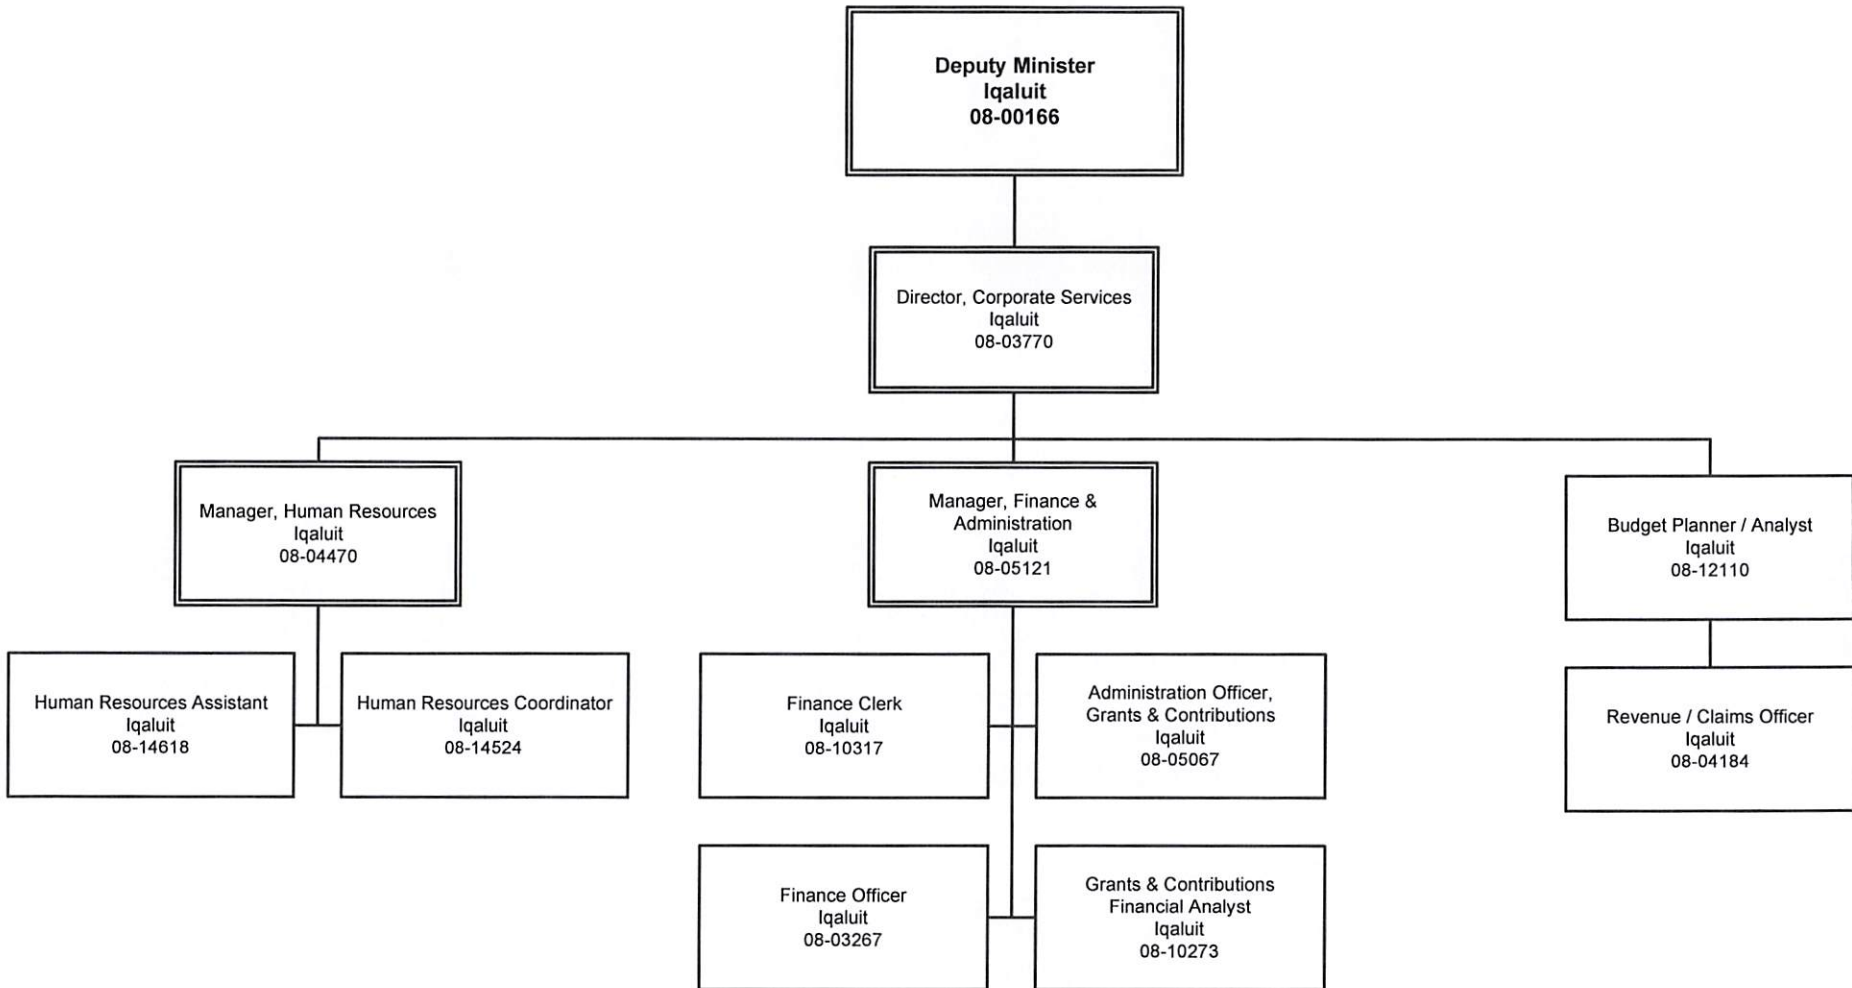 Deputy Minister
Iqaluit
08-00166
Director, Corporate Services
Iqaluit
08-03770
Manager, Human Resources
Iqaluit
08-04470
Manager, Finance &
Administration
Iqaluit
08-05121
Budget Planner / Analyst
Iqaluit
08-12110
Human Resources Assistant
Iqaluit
08-14618
Human Resources Coordinator
Iqaluit
08-14524
Finance Clerk
Iqaluit
08-10317
Administration Officer,
Grants & Contributions
Iqaluit
08-05067
Revenue / Claims Officer
Iqaluit
08-04184
Finance Officer
Iqaluit
08-03267
Grants & Contributions
Financial Analyst
Iqaluit
08-10273